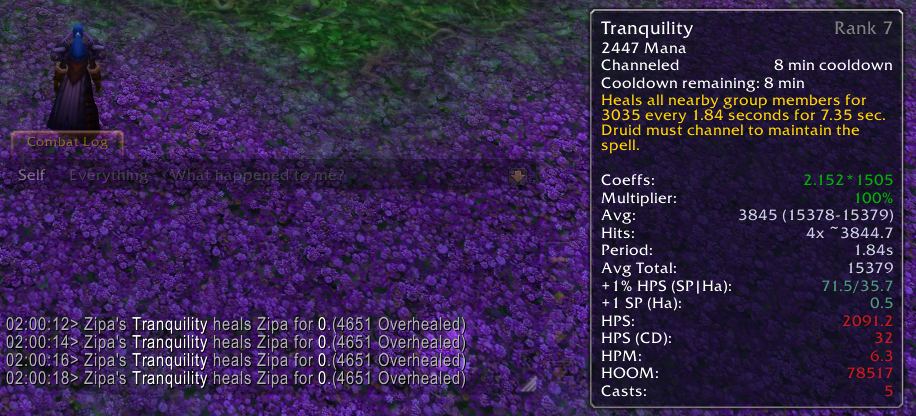 Combat Log
Self Everything What happened to me?
02:00:12> Zipa's Tranquility heals Zipa for 0.(4651 Overhealed)
02:00:14> Zipa's Tranquility heals Zipa for 0.(4651 Overhealed)
02:00:16> Zipa's Tranquility heals Zipa for 0.(4651 Overhealed)
02:00:18> Zipa's Tranquility heals Zipa for 0.(4651 Overhealed)
Tranquility Rank 7
2447 Mana
Channeled 8 min cooldown
Cooldown remaining: 8 min
Heals all nearby group members for
3035 every 1.84 seconds for 7.35 sec.
Druid must channel to maintain the
spell.
Coeffs: 2.152*1505
Multiplier: 100%
Avg: 3845 (15378-15379)
Hits: 4x ~3844.7
Period: 1.84s
Avg Total: 15379
+1% HPS (SP|Ha): 71.5/35.7
+1 SP (Ha): 0.5
HPS: 2091.2
HPS (CD): 32
HPM: 6.3
HOOM: 78517
Casts: 5